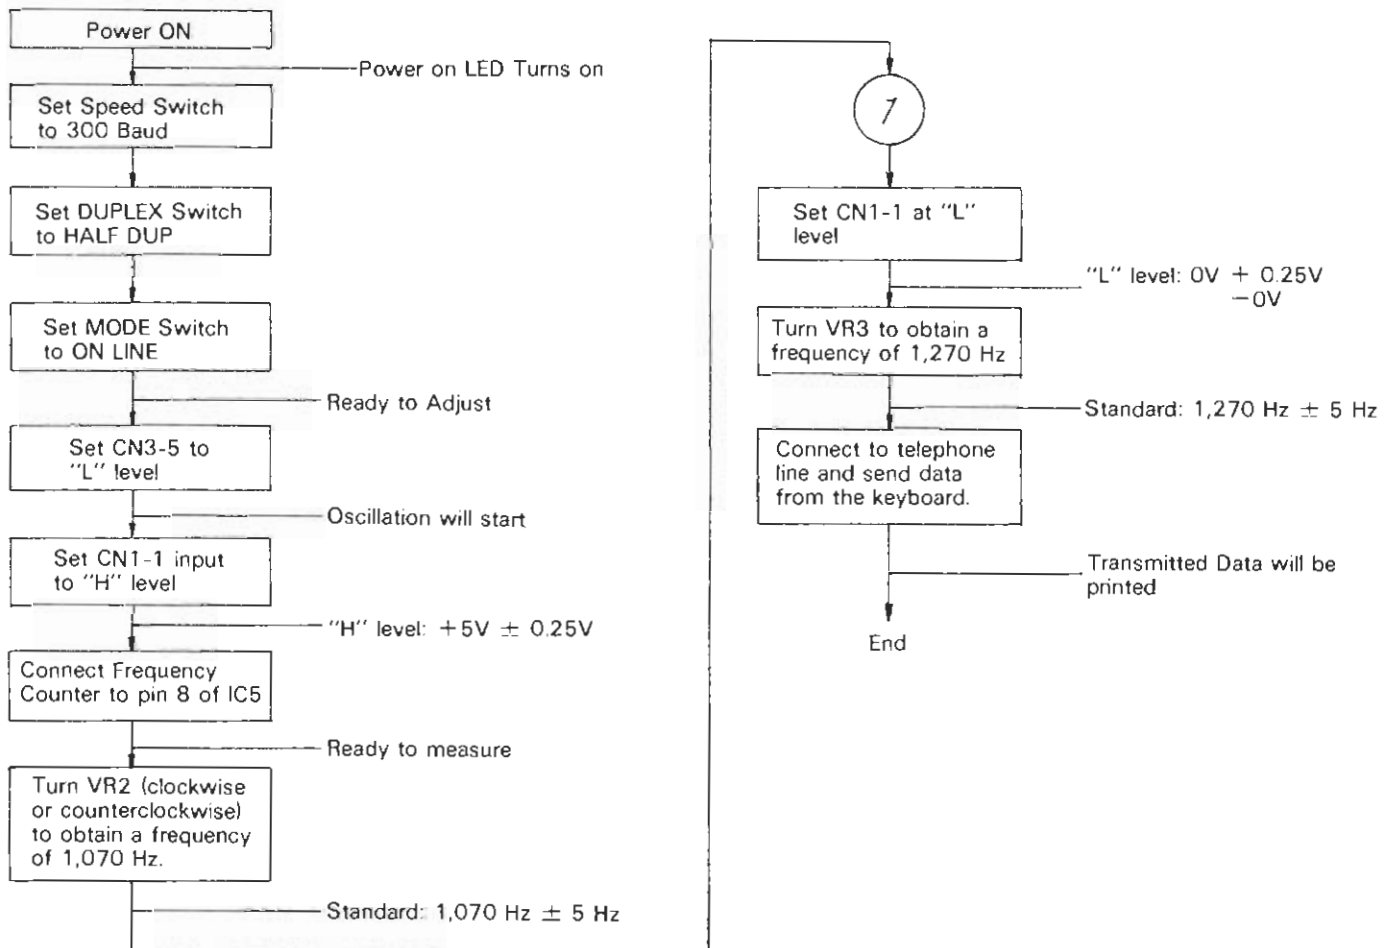 Power ON
Power on LED Turns on
Set Speed Switch
to 300 Baud
Set DUPLEX Switch
to HALF DUP
Set MODE Switch
to ON LINE
Ready to Adjust
Set CN3-5 to
"L" level
Oscillation will start
Set CN1-1 input
to "H" level
"H" level: +5V ± 0.25V
Connect Frequency
Counter to pin 8 of IC5
Ready to measure
Turn VR2 (clockwise
or counterclockwise)
to obtain a frequency
of 1,070 Hz.
Standard: 1,070 Hz ± 5 Hz
1
Set CN1-1 at "L"
level
"L" level: 0V + 0.25V
−0V
Turn VR3 to obtain a
frequency of 1,270 Hz
Standard: 1,270 Hz ± 5 Hz
Connect to telephone
line and send data
from the keyboard.
Transmitted Data will be
printed
End